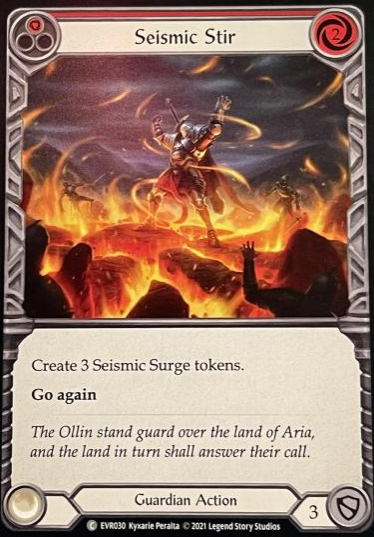 Seismic Stir
2
Create 3 Seismic Surge tokens.
Go again
The Ollin stand guard over the land of Aria,
and the land in turn shall answer their call.
Guardian Action
3
C EVR030 Kyxarie Peralta © 2021 Legend Story Studios